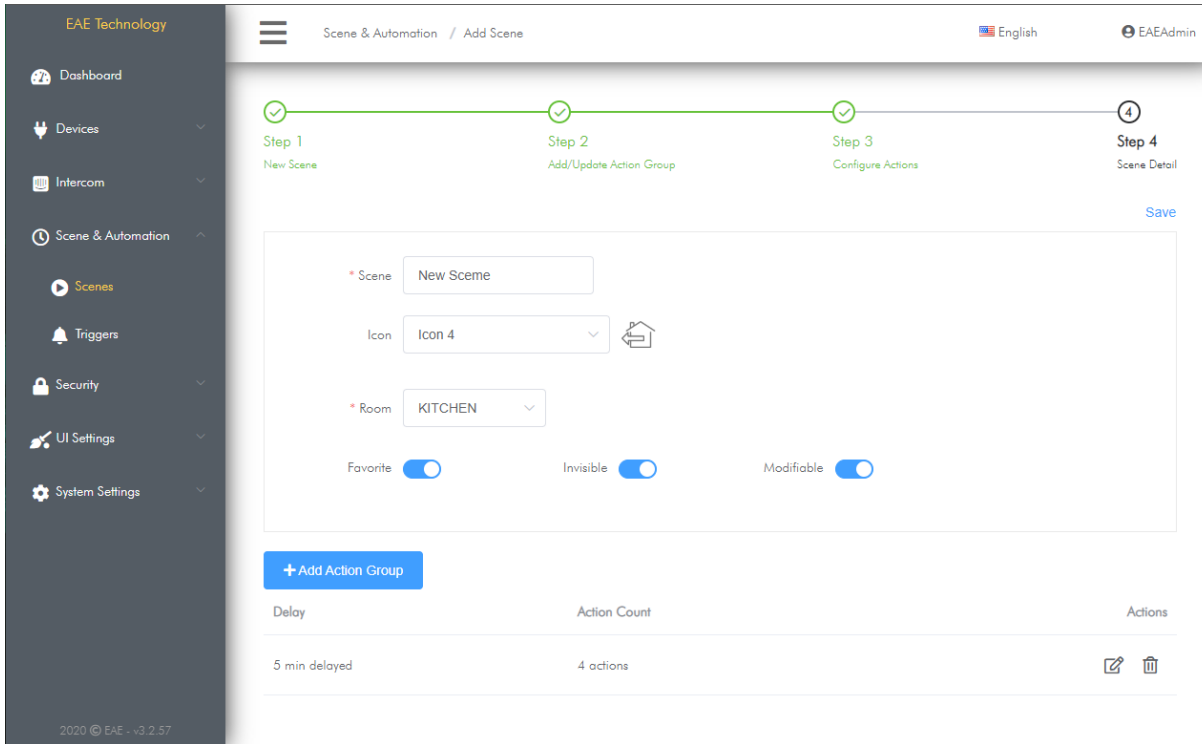 EAE Technology
Scene & Automation / Add Scene
English
EAEAdmin
Dashboard
Devices
Intercom
Scene & Automation
Scenes
Triggers
Security
UI Settings
System Settings
2020 © EAE - v3.2.57
4
Step 1
Step 2
Step 3
Step 4
New Scene
Add/Update Action Group
Configure Actions
Scene Detail
Save
* Scene New Sceme
Icon Icon 4
* Room KITCHEN
Favorite Invisible Modifiable
+ Add Action Group
Delay Action Count Actions
5 min delayed 4 actions